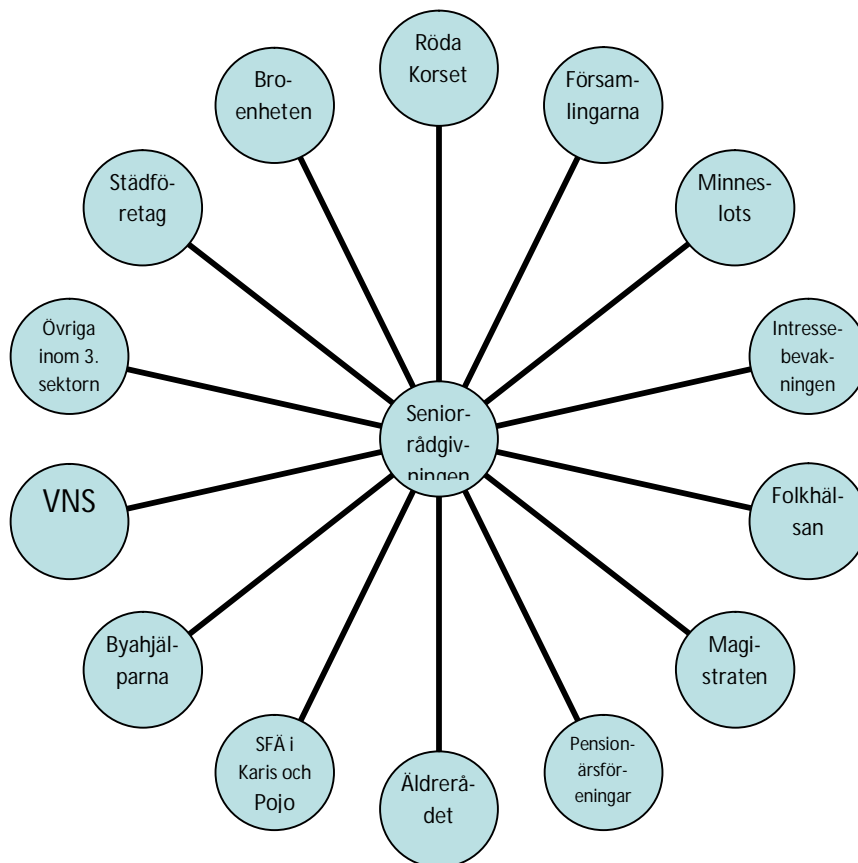 Röda
Korset
Försam-
lingarna
Minnes-
lots
Intresse-
bevak-
ningen
Folkhäl-
san
Magi-
straten
Pension-
ärsför-
eningar
Äldrerå-
det
SFÄ i
Karis och
Pojo
Byahjäl-
parna
VNS
Övriga
inom 3.
sektorn
Städfö-
retag
Bro-
enheten
Senior-
rådgiv-
ningen